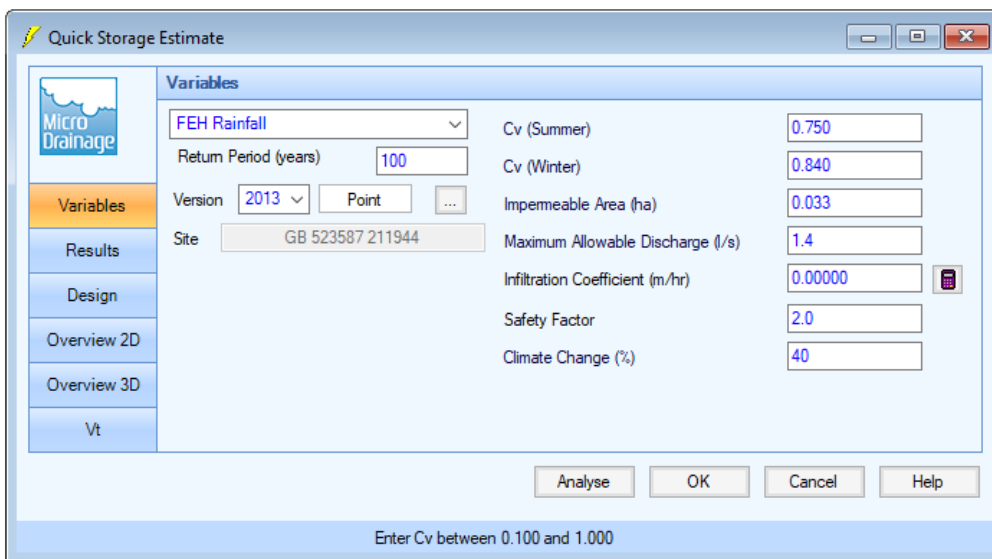 Quick Storage Estimate
Micro
Drainage
Variables
Results
Design
Overview 2D
Overview 3D
Vt
Variables
FEH Rainfall
Return Period (years) 100
Version 2013 Point ...
Site GB 523587 211944
Cv (Summer) 0.750
Cv (Winter) 0.840
Impermeable Area (ha) 0.033
Maximum Allowable Discharge (l/s) 1.4
Infiltration Coefficient (m/hr) 0.00000
Safety Factor 2.0
Climate Change (%) 40
Analyse OK Cancel Help
Enter Cv between 0.100 and 1.000